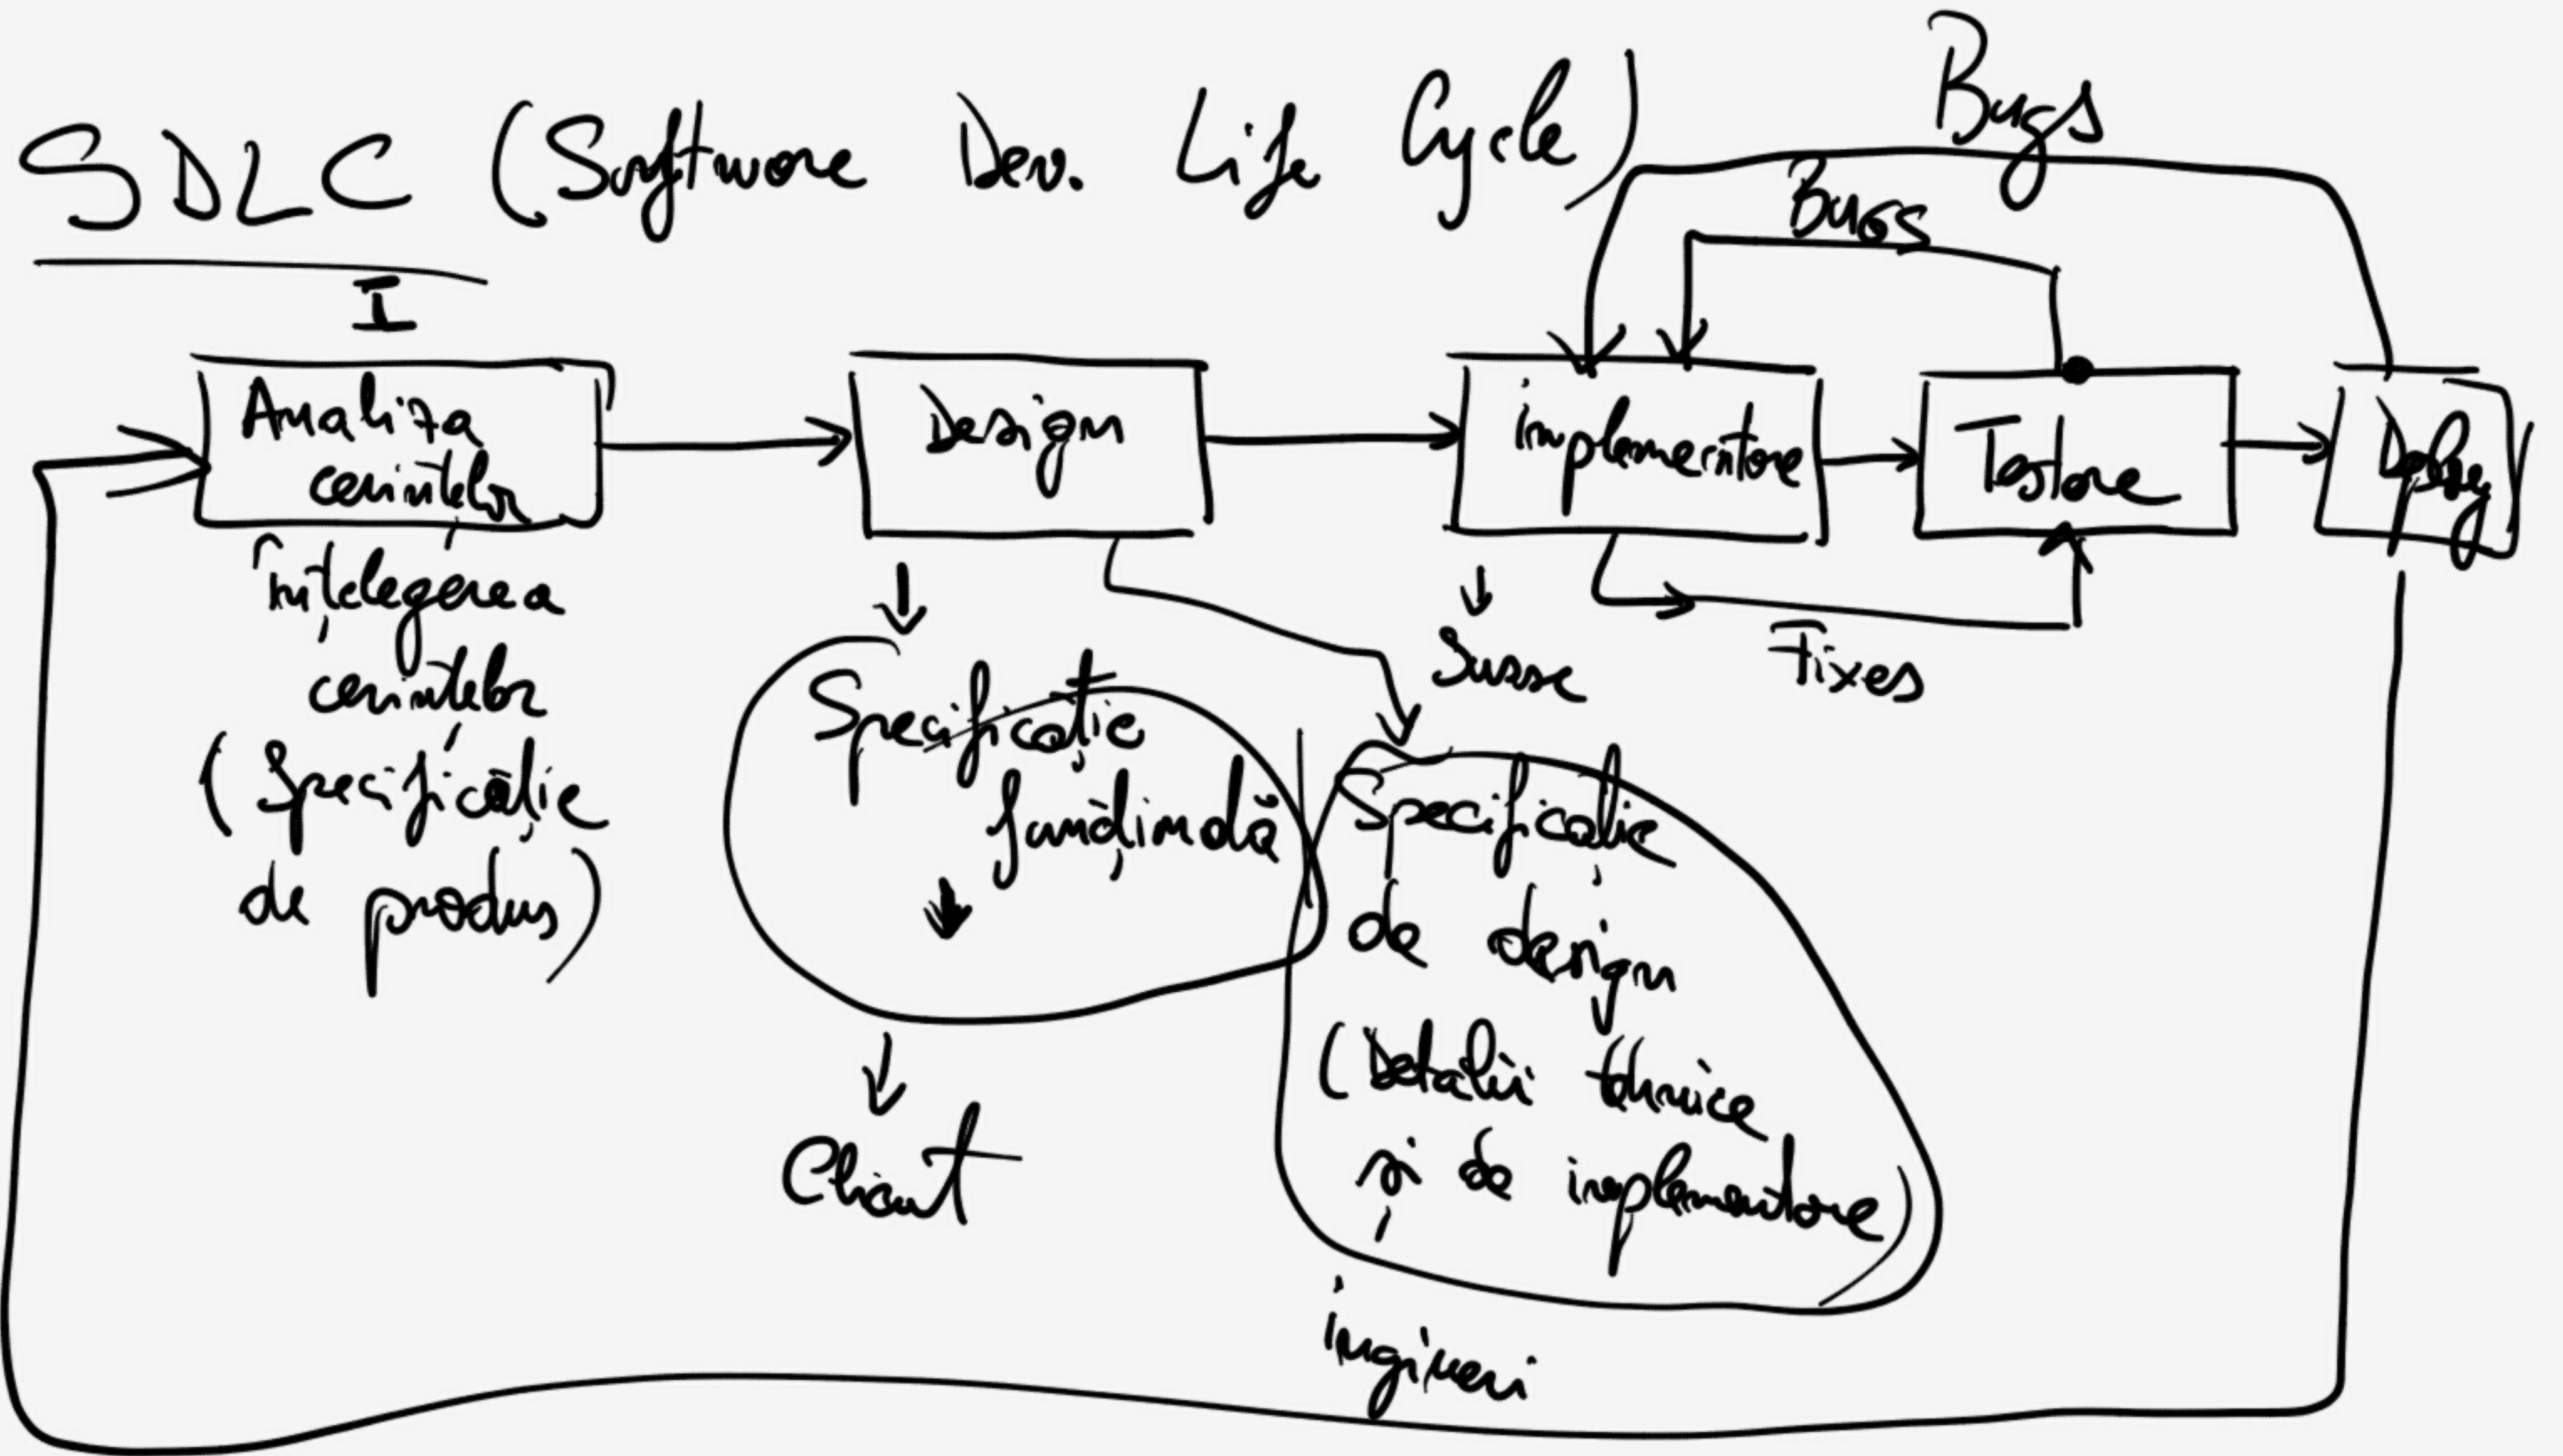 SDLC (Software Dev. Life Cycle)
Bugs
Bugs
I
Analiza
cerințelor
Design
implementare
Testare
Deploy
înțelegerea
cerințelor
(Specificație
de produs)
Specificație
funcțională
Client
Surse
Fixes
Specificație
de design
(Detalii tehnice
și de implementare)
ingineri